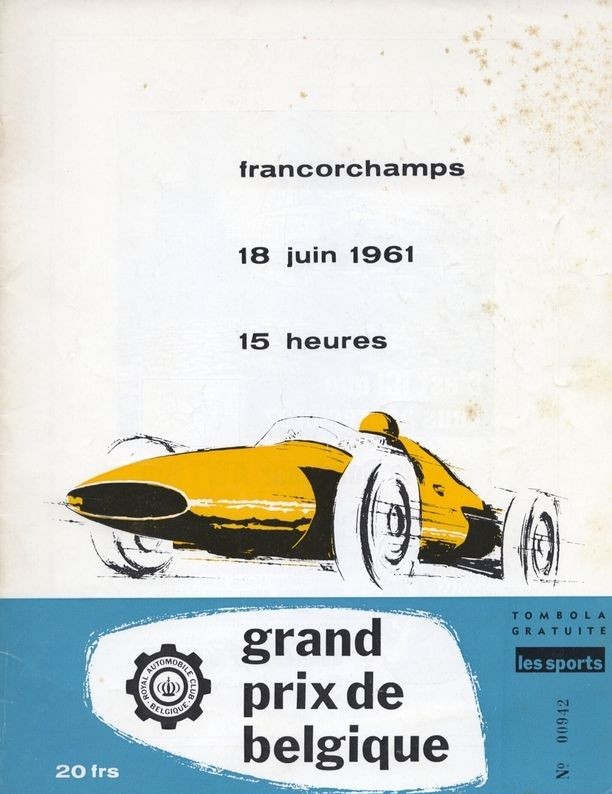 francorchamps
18 juin 1961
15 heures
grand
prix de
belgique
ROYAL AUTOMOBILE CLUB
BELGIQUE
TOMBOLA
GRATUITE
les sports
Nº 00942
20 frs